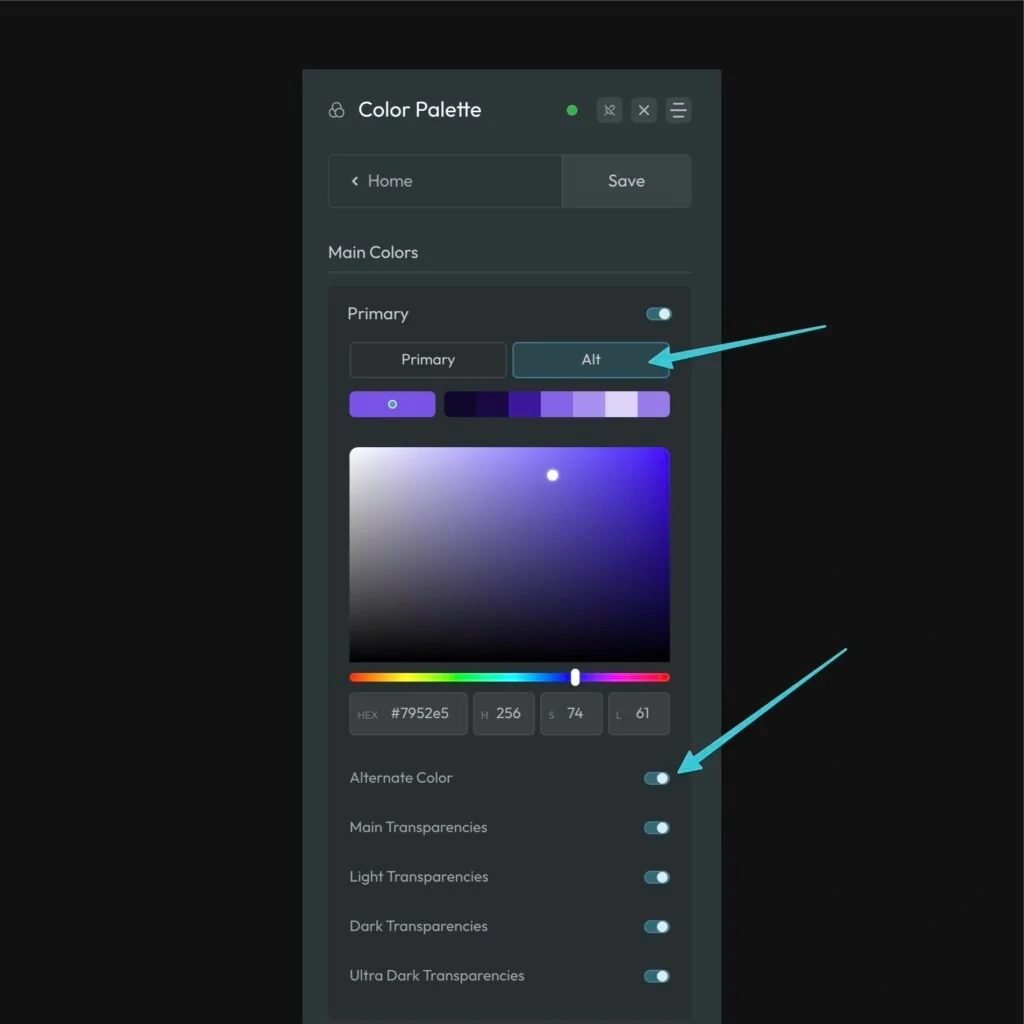 Color Palette
Home
Save
Main Colors
Primary
Primary
Alt
HEX #7952e5
H 256
S 74
L 61
Alternate Color
Main Transparencies
Light Transparencies
Dark Transparencies
Ultra Dark Transparencies